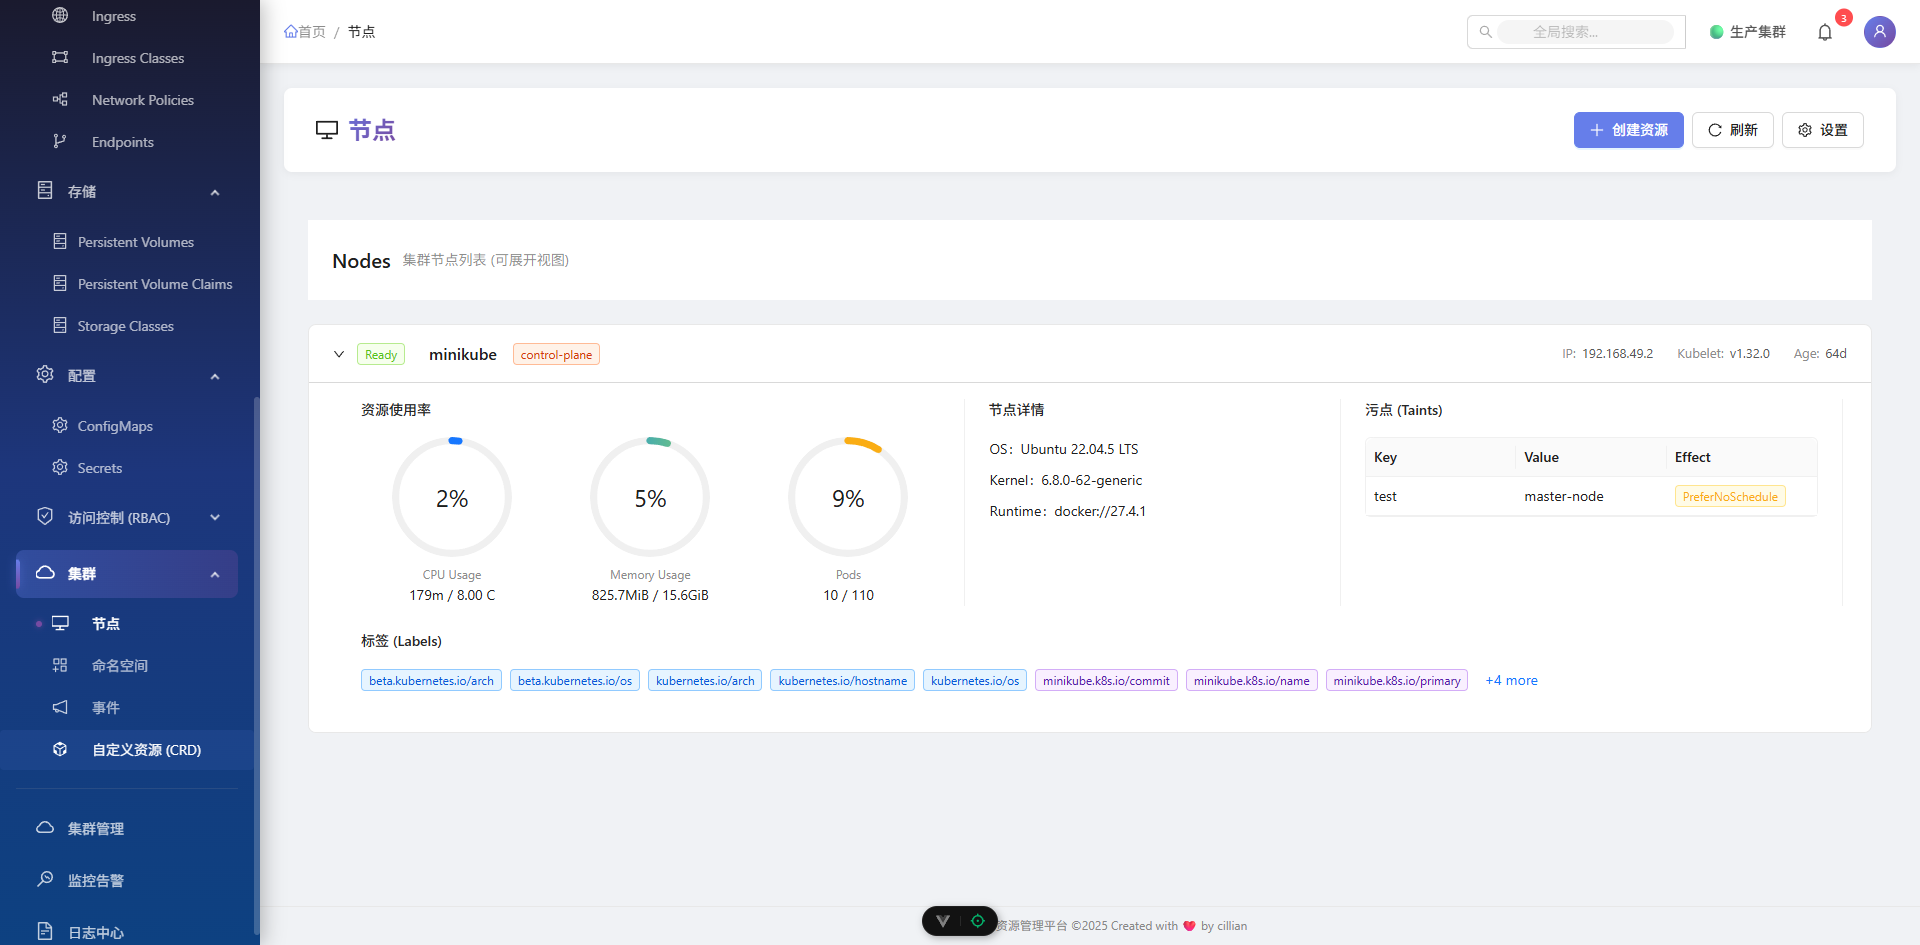 Ingress
Ingress Classes
Network Policies
Endpoints
存储
Persistent Volumes
Persistent Volume Claims
Storage Classes
配置
ConfigMaps
Secrets
访问控制 (RBAC)
集群
节点
命名空间
事件
自定义资源 (CRD)
集群管理
监控告警
日志中心
首页 / 节点
全局搜索...
生产集群
3
节点
创建资源
刷新
设置
Nodes 集群节点列表 (可展开视图)
Ready minikube control-plane
IP: 192.168.49.2 Kubelet: v1.32.0 Age: 64d
资源使用率
2%
CPU Usage
179m / 8.00 C
5%
Memory Usage
825.7MiB / 15.6GiB
9%
Pods
10 / 110
节点详情
OS：Ubuntu 22.04.5 LTS
Kernel：6.8.0-62-generic
Runtime：docker://27.4.1
污点 (Taints)
Key Value Effect
test master-node PreferNoSchedule
标签 (Labels)
beta.kubernetes.io/arch beta.kubernetes.io/os kubernetes.io/arch kubernetes.io/hostname kubernetes.io/os minikube.k8s.io/commit minikube.k8s.io/name minikube.k8s.io/primary +4 more
资源管理平台 ©2025 Created with ❤ by cillian